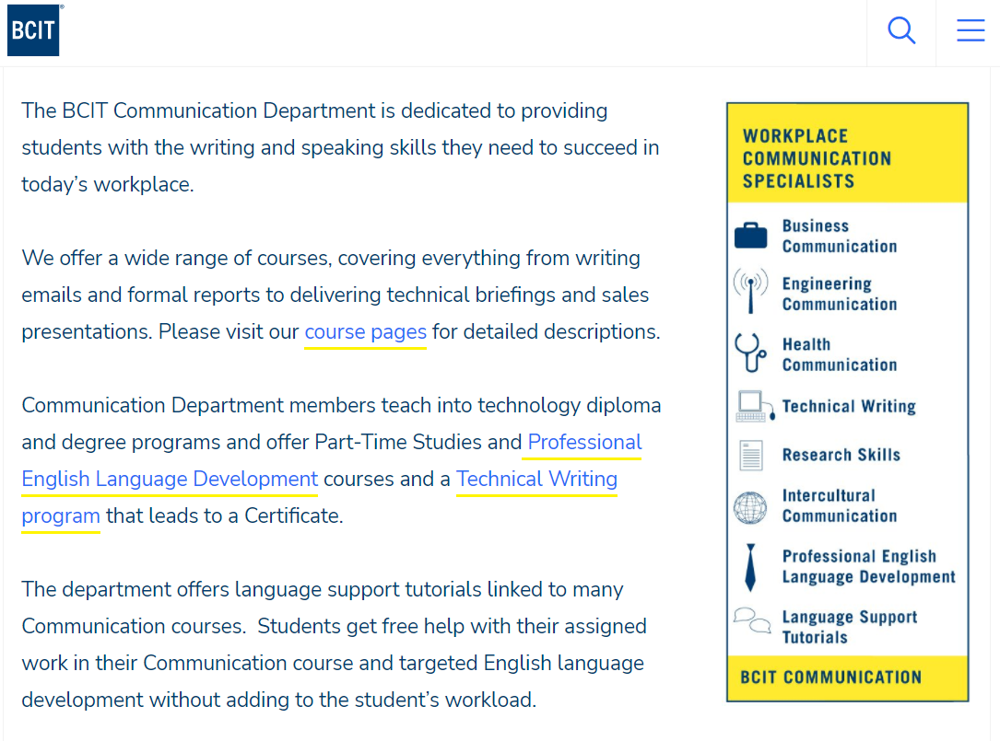 BCIT®
The BCIT Communication Department is dedicated to providing
students with the writing and speaking skills they need to succeed in
today’s workplace.
We offer a wide range of courses, covering everything from writing
emails and formal reports to delivering technical briefings and sales
presentations. Please visit our course pages for detailed descriptions.
Communication Department members teach into technology diploma
and degree programs and offer Part-Time Studies and Professional
English Language Development courses and a Technical Writing
program that leads to a Certificate.
The department offers language support tutorials linked to many
Communication courses.  Students get free help with their assigned
work in their Communication course and targeted English language
development without adding to the student’s workload.
WORKPLACE
COMMUNICATION
SPECIALISTS
Business
Communication
Engineering
Communication
Health
Communication
Technical Writing
Research Skills
Intercultural
Communication
Professional English
Language Development
Language Support
Tutorials
BCIT COMMUNICATION